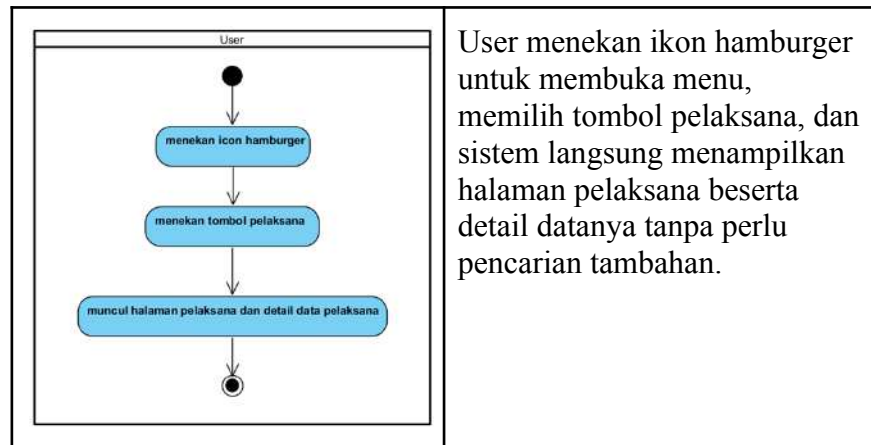 User
menekan icon hamburger
menekan tombol pelaksana
muncul halaman pelaksana dan detail data pelaksana
User menekan ikon hamburger
untuk membuka menu,
memilih tombol pelaksana, dan
sistem langsung menampilkan
halaman pelaksana beserta
detail datanya tanpa perlu
pencarian tambahan.